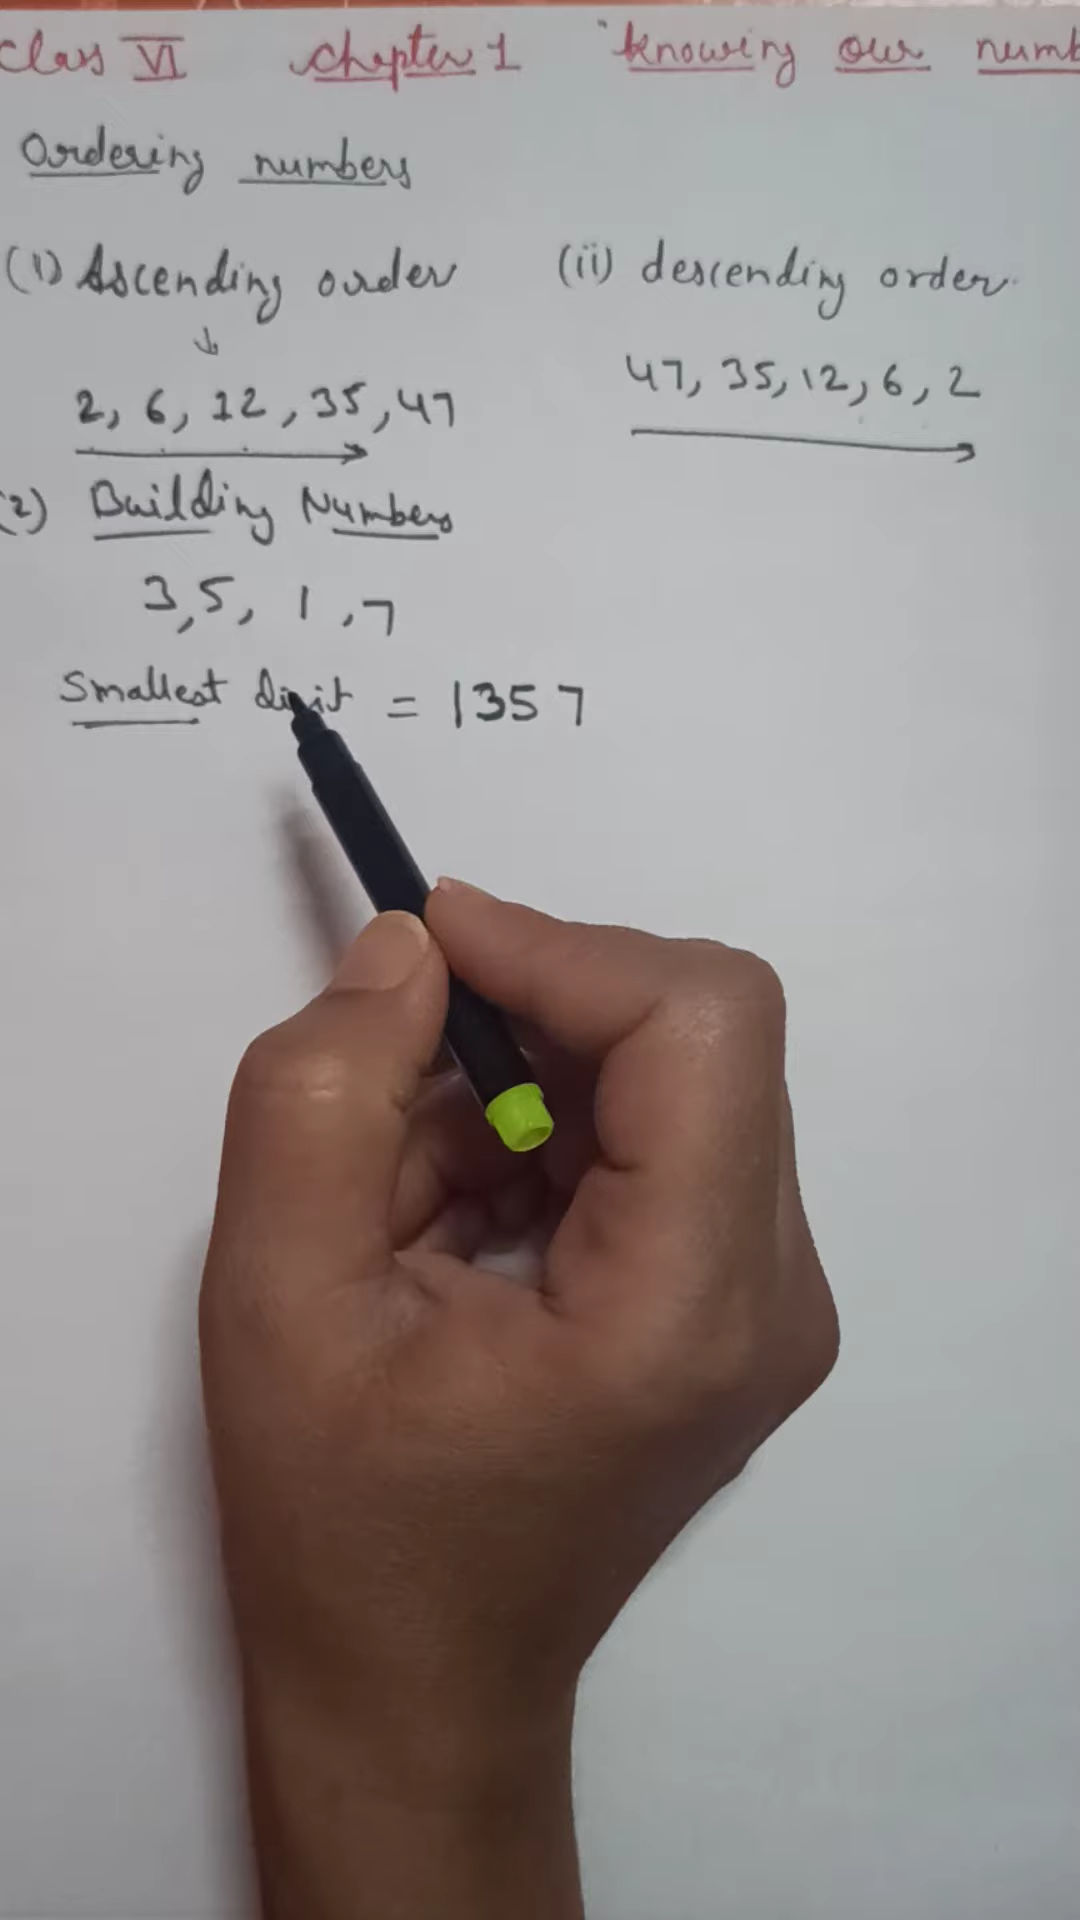 Class VI chapter 1 "knowing our numb
Ordering numbers
(1) Ascending order (ii) descending order.
↓
2, 6, 12, 35, 47 47, 35, 12, 6, 2
(2) Building Numbers
3, 5, 1, 7
Smallest digit = 1357